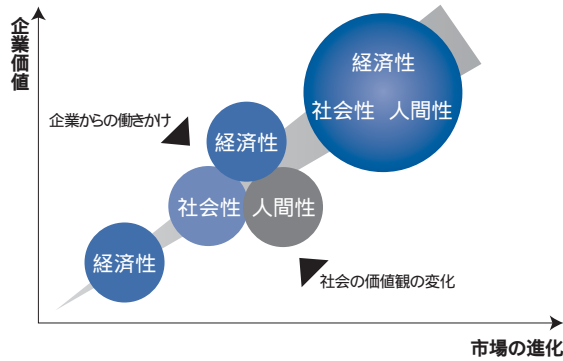 企業価値
経済性
社会性 人間性
企業からの働きかけ
経済性
社会性 人間性
経済性
社会の価値観の変化
市場の進化